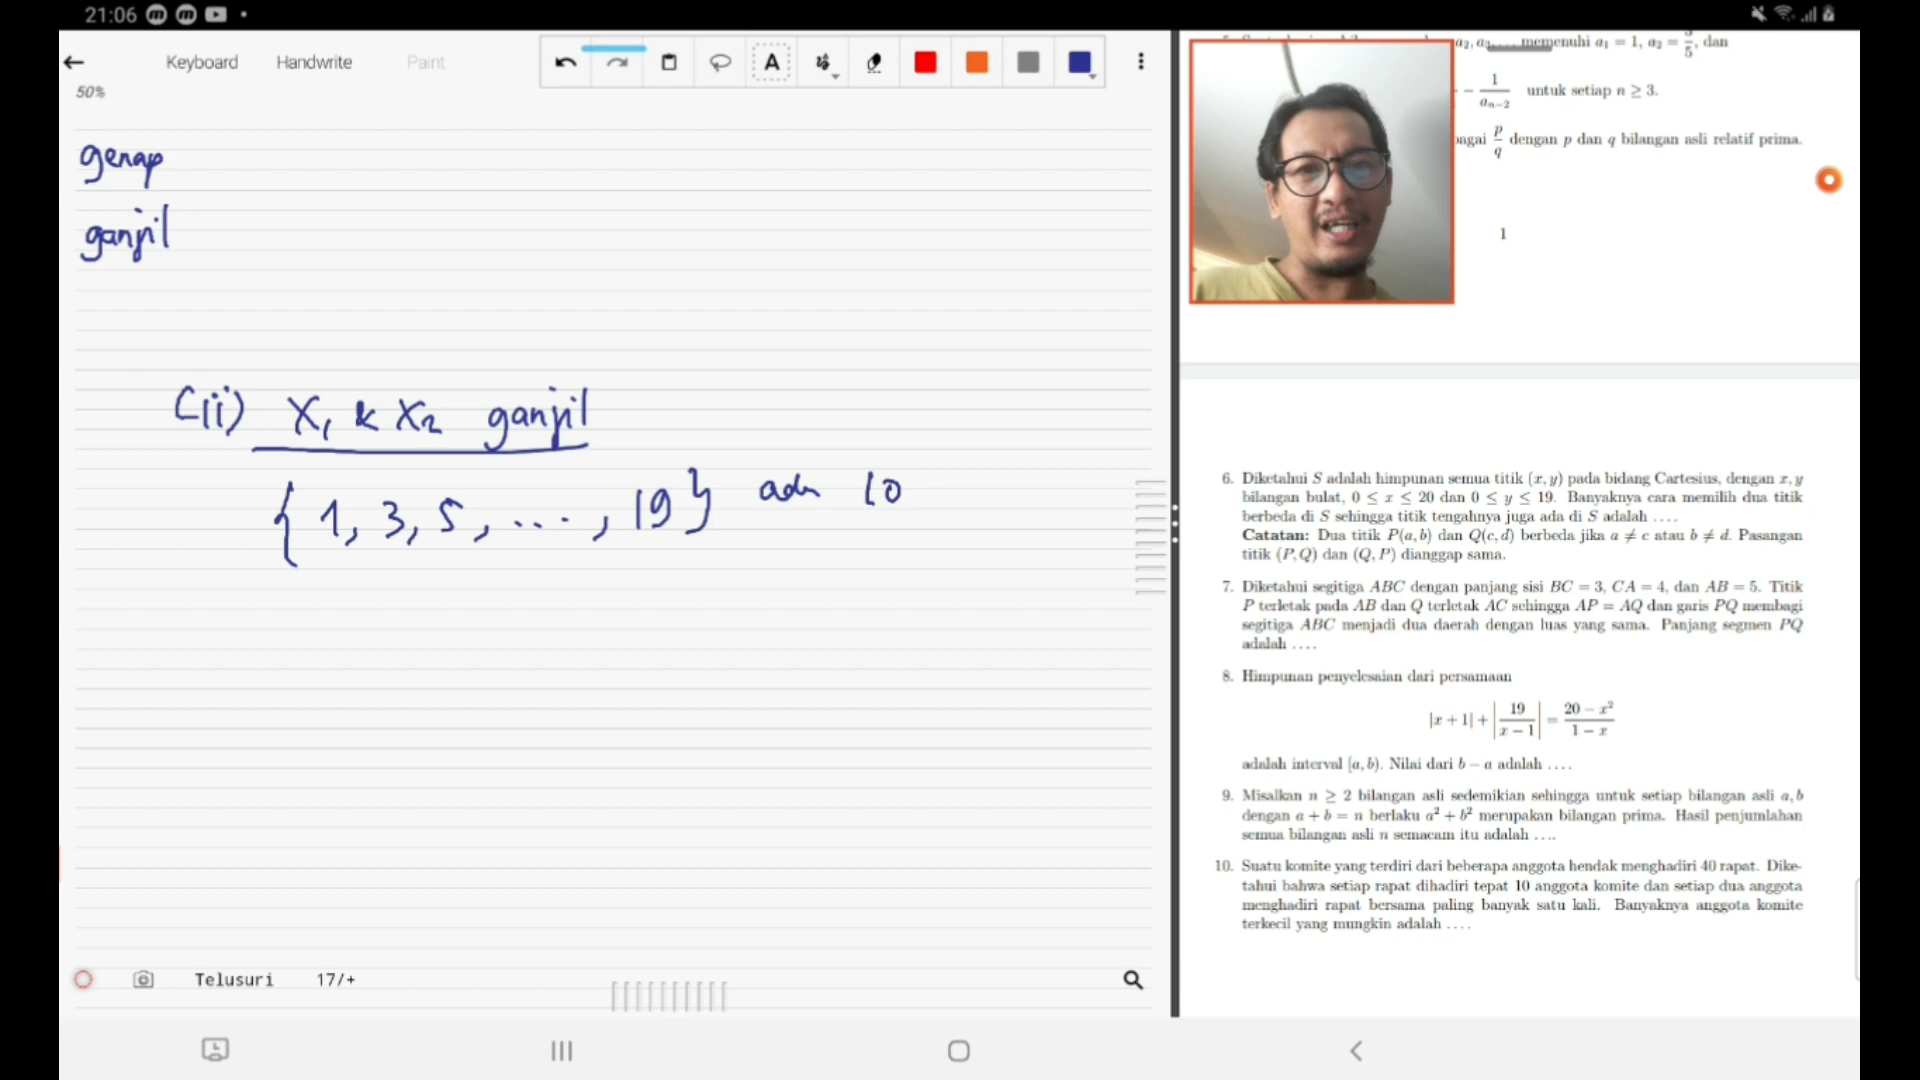 21:06
Keyboard Handwrite Paint
A
50%
genap
ganjil
(ii) X₁ & X₂ ganjil
{1, 3, 5, ..., 19} ada 10
Telusuri 17/+
memenuhi a₁ = 1, a₂ = 3/5, dan
− 1/aₙ₋₂ untuk setiap n ≥ 3.
bagai p/q dengan p dan q bilangan asli relatif prima.
1
6. Diketahui S adalah himpunan semua titik (x, y) pada bidang Cartesius, dengan x, y
bilangan bulat, 0 ≤ x ≤ 20 dan 0 ≤ y ≤ 19. Banyaknya cara memilih dua titik
berbeda di S sehingga titik tengahnya juga ada di S adalah ....
Catatan: Dua titik P(a, b) dan Q(c, d) berbeda jika a ≠ c atau b ≠ d. Pasangan
titik (P, Q) dan (Q, P) dianggap sama.
7. Diketahui segitiga ABC dengan panjang sisi BC = 3, CA = 4, dan AB = 5. Titik
P terletak pada AB dan Q terletak AC sehingga AP = AQ dan garis PQ membagi
segitiga ABC menjadi dua daerah dengan luas yang sama. Panjang segmen PQ
adalah ....
8. Himpunan penyelesaian dari persamaan
|x + 1| + |19/(x − 1)| = (20 − x²)/(1 − x)
adalah interval [a, b). Nilai dari b − a adalah ....
9. Misalkan n ≥ 2 bilangan asli sedemikian sehingga untuk setiap bilangan asli a, b
dengan a + b = n berlaku a² + b² merupakan bilangan prima. Hasil penjumlahan
semua bilangan asli n semacam itu adalah ....
10. Suatu komite yang terdiri dari beberapa anggota hendak menghadiri 40 rapat. Dike-
tahui bahwa setiap rapat dihadiri tepat 10 anggota komite dan setiap dua anggota
menghadiri rapat bersama paling banyak satu kali. Banyaknya anggota komite
terkecil yang mungkin adalah ....